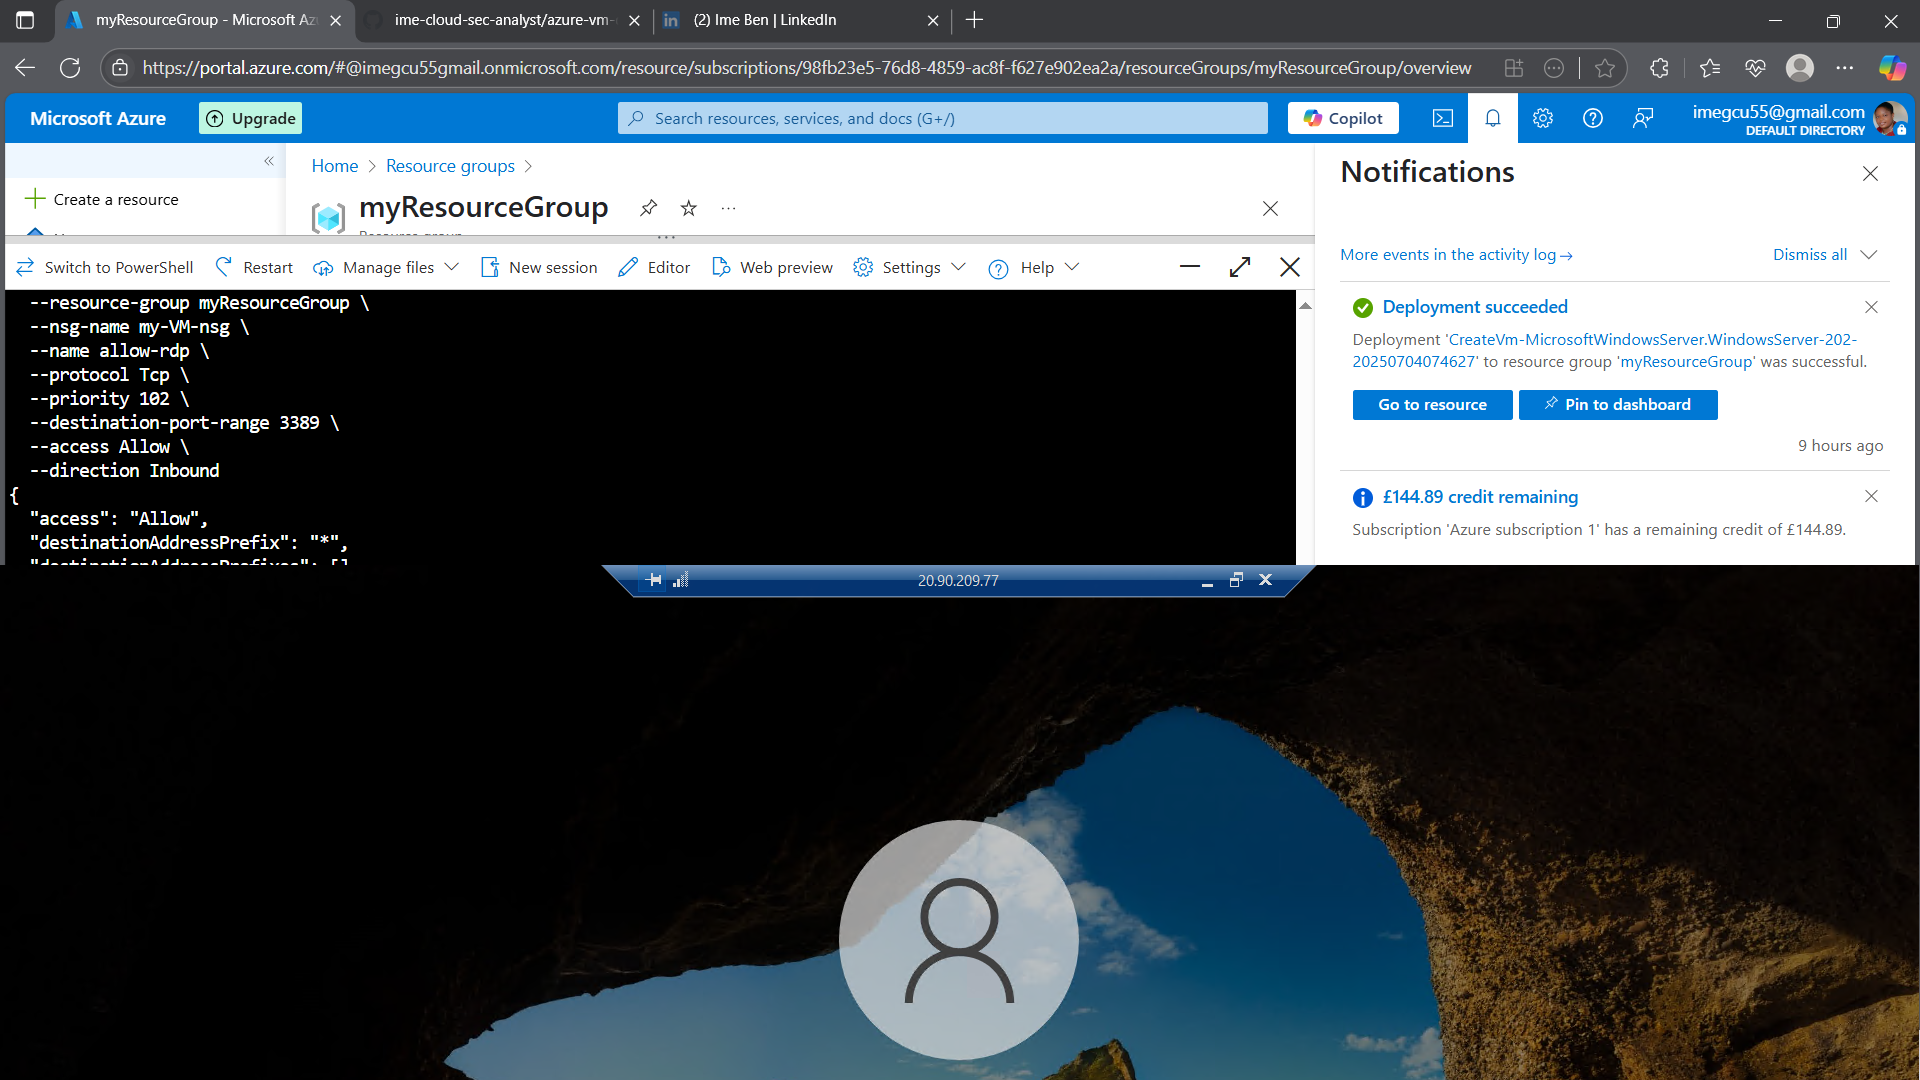 myResourceGroup - Microsoft Az
ime-cloud-sec-analyst/azure-vm-
(2) Ime Ben | LinkedIn
https://portal.azure.com/#@imegcu55gmail.onmicrosoft.com/resource/subscriptions/98fb23e5-76d8-4859-ac8f-f627e902ea2a/resourceGroups/myResourceGroup/overview
Microsoft Azure
Upgrade
Search resources, services, and docs (G+/)
Copilot
imegcu55@gmail.com
DEFAULT DIRECTORY
Create a resource
Home > Resource groups >
myResourceGroup
Resource group
Switch to PowerShell
Restart
Manage files
New session
Editor
Web preview
Settings
Help
--resource-group myResourceGroup \
--nsg-name my-VM-nsg \
--name allow-rdp \
--protocol Tcp \
--priority 102 \
--destination-port-range 3389 \
--access Allow \
--direction Inbound
{
"access": "Allow",
"destinationAddressPrefix": "*",
"destinationAddressPrefixes": [],
Notifications
More events in the activity log →
Dismiss all
Deployment succeeded
Deployment 'CreateVm-MicrosoftWindowsServer.WindowsServer-202-
20250704074627' to resource group 'myResourceGroup' was successful.
Go to resource
Pin to dashboard
9 hours ago
£144.89 credit remaining
Subscription 'Azure subscription 1' has a remaining credit of £144.89.
20.90.209.77